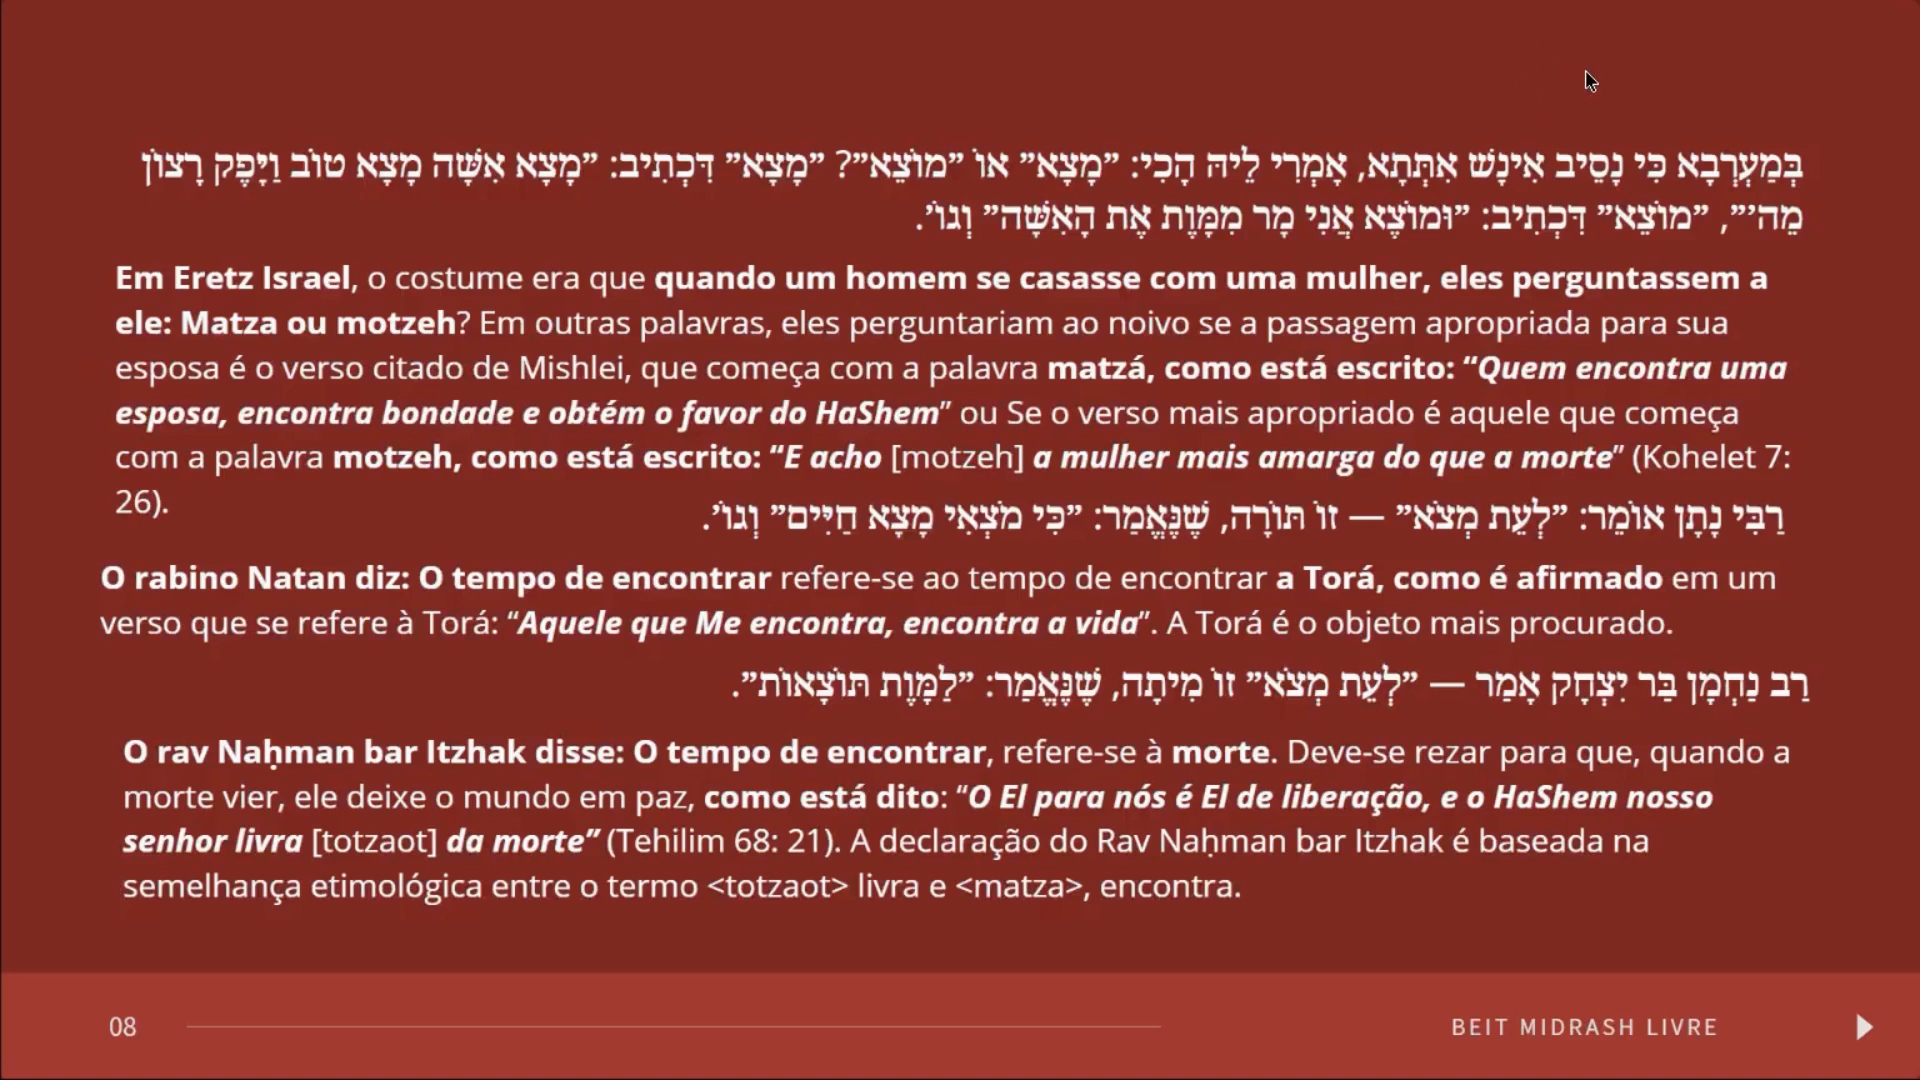 בְּמַעְרְבָא כִּי נָסֵיב אִינָשׁ אִתְּתָא, אָמְרִי לֵיהּ הָכִי: ”מָצָא” אוֹ ”מוֹצֵא”? ”מָצָא” דִּכְתִיב: ”מָצָא אִשָּׁה מָצָא טוֹב וַיָּפֶק רָצוֹן
מֵה׳”, ”מוֹצֵא” דִּכְתִיב: ”וּמוֹצֶא אֲנִי מָר מִמָּוֶת אֶת הָאִשָּׁה” וְגוֹ׳.
Em Eretz Israel, o costume era que quando um homem se casasse com uma mulher, eles perguntassem a
ele: Matza ou motzeh? Em outras palavras, eles perguntariam ao noivo se a passagem apropriada para sua
esposa é o verso citado de Mishlei, que começa com a palavra matzá, como está escrito: “Quem encontra uma
esposa, encontra bondade e obtém o favor do HaShem” ou Se o verso mais apropriado é aquele que começa
com a palavra motzeh, como está escrito: “E acho [motzeh] a mulher mais amarga do que a morte” (Kohelet 7:
26).
רַבִּי נָתָן אוֹמֵר: ”לְעֵת מְצֹא” — זוֹ תּוֹרָה, שֶׁנֶּאֱמַר: ”כִּי מֹצְאִי מָצָא חַיִּים” וְגוֹ׳.
O rabino Natan diz: O tempo de encontrar refere-se ao tempo de encontrar a Torá, como é afirmado em um
verso que se refere à Torá: “Aquele que Me encontra, encontra a vida”. A Torá é o objeto mais procurado.
רַב נַחְמָן בַּר יִצְחָק אָמַר — ”לְעֵת מְצֹא” זוֹ מִיתָה, שֶׁנֶּאֱמַר: ”לַמָּוֶת תּוֹצָאוֹת”.
O rav Naḥman bar Itzhak disse: O tempo de encontrar, refere-se à morte. Deve-se rezar para que, quando a
morte vier, ele deixe o mundo em paz, como está dito: “O El para nós é El de liberação, e o HaShem nosso
senhor livra [totzaot] da morte” (Tehilim 68: 21). A declaração do Rav Naḥman bar Itzhak é baseada na
semelhança etimológica entre o termo <totzaot> livra e <matza>, encontra.
08
BEIT MIDRASH LIVRE